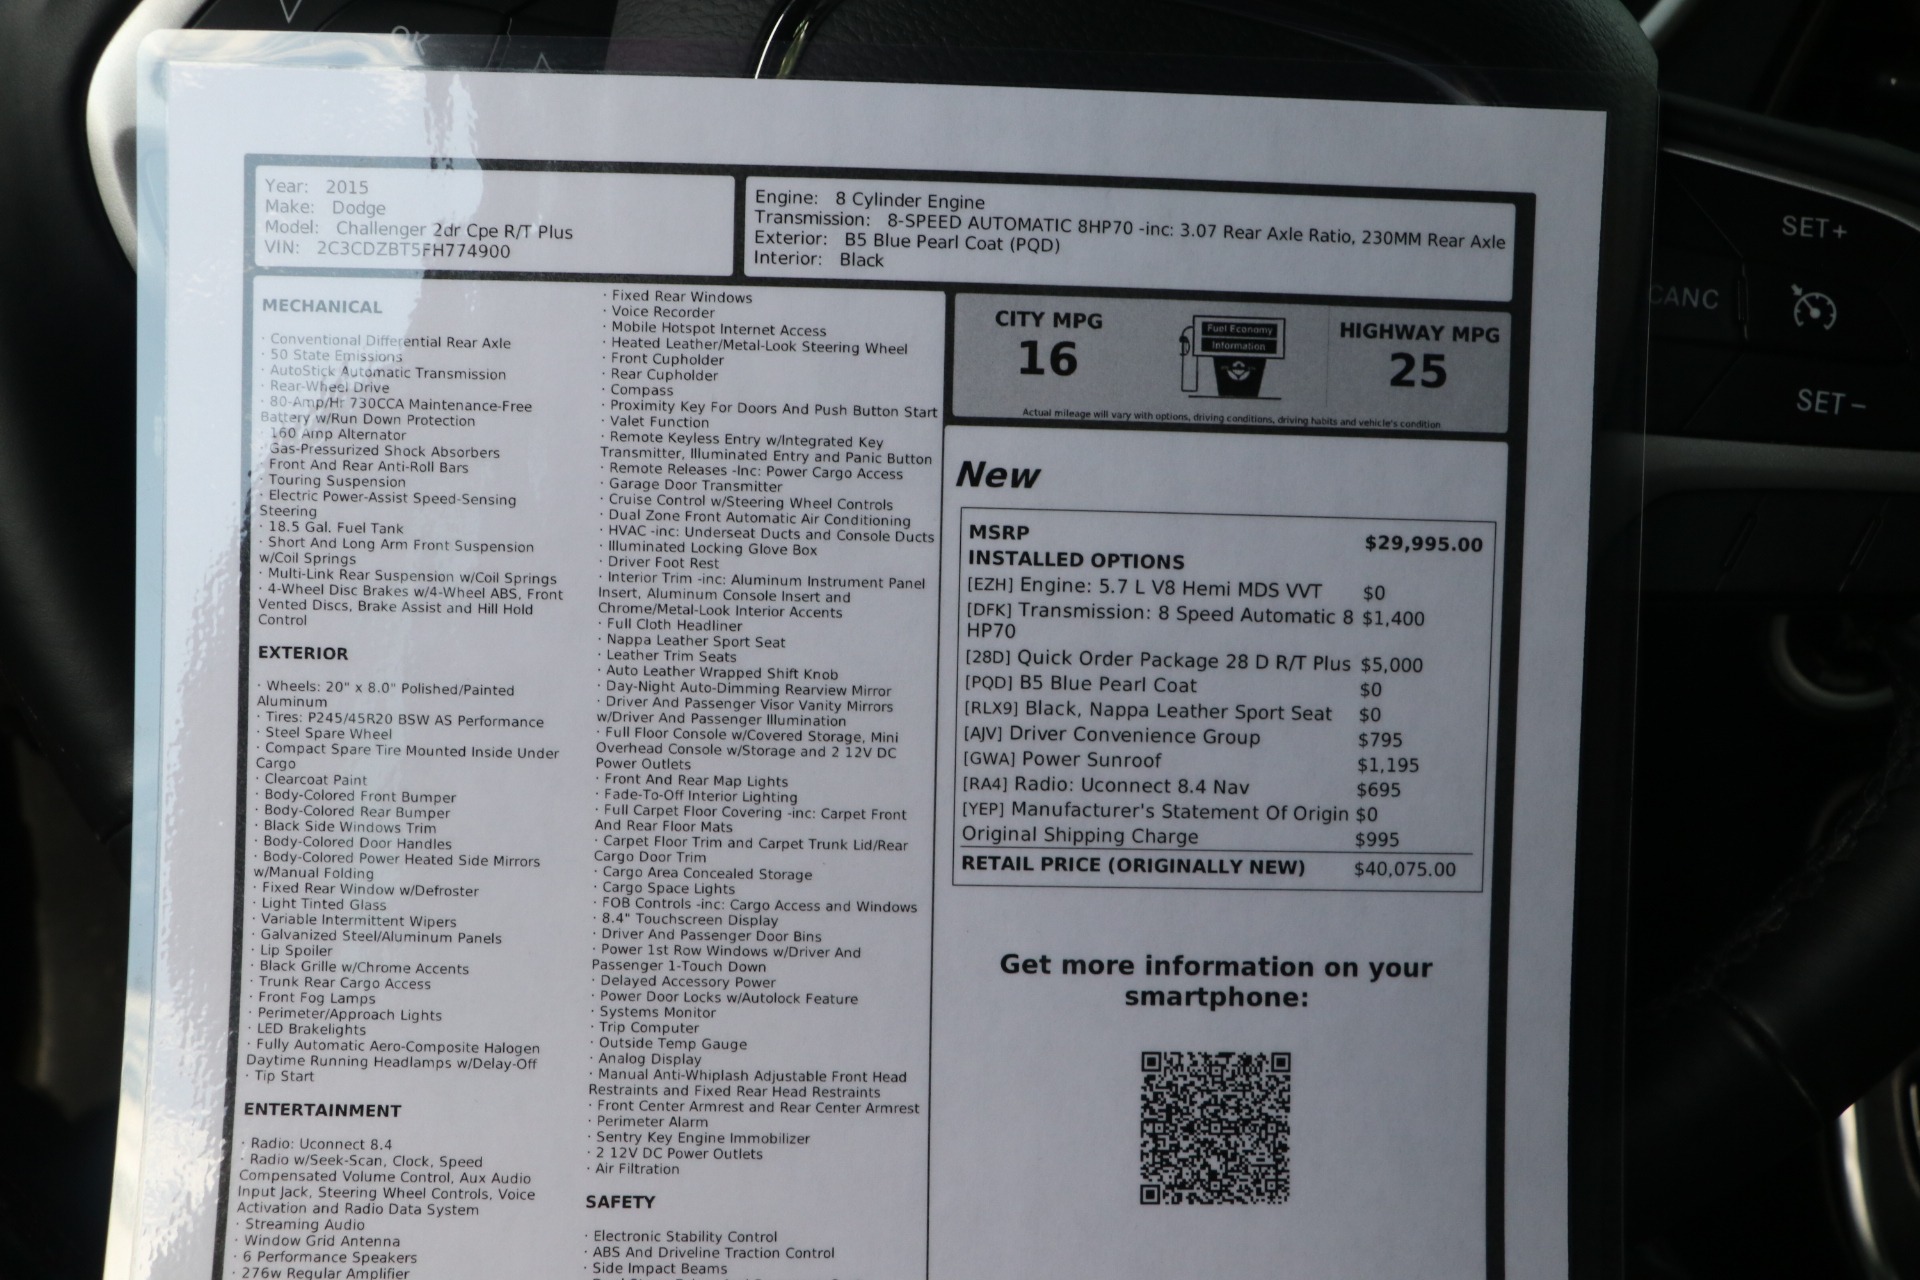 OK
Year: 2015
Make: Dodge
Model: Challenger 2dr Cpe R/T Plus
VIN: 2C3CDZBT5FH774900
Engine: 8 Cylinder Engine
Transmission: 8-SPEED AUTOMATIC 8HP70 -inc: 3.07 Rear Axle Ratio, 230MM Rear Axle
Exterior: B5 Blue Pearl Coat (PQD)
Interior: Black
MECHANICAL
· Conventional Differential Rear Axle
· 50 State Emissions
· AutoStick Automatic Transmission
· Rear-Wheel Drive
· 80-Amp/Hr 730CCA Maintenance-Free
Battery w/Run Down Protection
· 160 Amp Alternator
· Gas-Pressurized Shock Absorbers
· Front And Rear Anti-Roll Bars
· Touring Suspension
· Electric Power-Assist Speed-Sensing
Steering
· 18.5 Gal. Fuel Tank
· Short And Long Arm Front Suspension
w/Coil Springs
· Multi-Link Rear Suspension w/Coil Springs
· 4-Wheel Disc Brakes w/4-Wheel ABS, Front
Vented Discs, Brake Assist and Hill Hold
Control
EXTERIOR
· Wheels: 20" x 8.0" Polished/Painted
Aluminum
· Tires: P245/45R20 BSW AS Performance
· Steel Spare Wheel
· Compact Spare Tire Mounted Inside Under
Cargo
· Clearcoat Paint
· Body-Colored Front Bumper
· Body-Colored Rear Bumper
· Black Side Windows Trim
· Body-Colored Door Handles
· Body-Colored Power Heated Side Mirrors
w/Manual Folding
· Fixed Rear Window w/Defroster
· Light Tinted Glass
· Variable Intermittent Wipers
· Galvanized Steel/Aluminum Panels
· Lip Spoiler
· Black Grille w/Chrome Accents
· Trunk Rear Cargo Access
· Front Fog Lamps
· Perimeter/Approach Lights
· LED Brakelights
· Fully Automatic Aero-Composite Halogen
Daytime Running Headlamps w/Delay-Off
· Tip Start
ENTERTAINMENT
· Radio: Uconnect 8.4
· Radio w/Seek-Scan, Clock, Speed
Compensated Volume Control, Aux Audio
Input Jack, Steering Wheel Controls, Voice
Activation and Radio Data System
· Streaming Audio
· Window Grid Antenna
· 6 Performance Speakers
· 276w Regular Amplifier
· Fixed Rear Windows
· Voice Recorder
· Mobile Hotspot Internet Access
· Heated Leather/Metal-Look Steering Wheel
· Front Cupholder
· Rear Cupholder
· Compass
· Proximity Key For Doors And Push Button Start
· Valet Function
· Remote Keyless Entry w/Integrated Key
Transmitter, Illuminated Entry and Panic Button
· Remote Releases -Inc: Power Cargo Access
· Garage Door Transmitter
· Cruise Control w/Steering Wheel Controls
· Dual Zone Front Automatic Air Conditioning
· HVAC -inc: Underseat Ducts and Console Ducts
· Illuminated Locking Glove Box
· Driver Foot Rest
· Interior Trim -inc: Aluminum Instrument Panel
Insert, Aluminum Console Insert and
Chrome/Metal-Look Interior Accents
· Full Cloth Headliner
· Nappa Leather Sport Seat
· Leather Trim Seats
· Auto Leather Wrapped Shift Knob
· Day-Night Auto-Dimming Rearview Mirror
· Driver And Passenger Visor Vanity Mirrors
w/Driver And Passenger Illumination
· Full Floor Console w/Covered Storage, Mini
Overhead Console w/Storage and 2 12V DC
Power Outlets
· Front And Rear Map Lights
· Fade-To-Off Interior Lighting
· Full Carpet Floor Covering -inc: Carpet Front
And Rear Floor Mats
· Carpet Floor Trim and Carpet Trunk Lid/Rear
Cargo Door Trim
· Cargo Area Concealed Storage
· Cargo Space Lights
· FOB Controls -inc: Cargo Access and Windows
· 8.4" Touchscreen Display
· Driver And Passenger Door Bins
· Power 1st Row Windows w/Driver And
Passenger 1-Touch Down
· Delayed Accessory Power
· Power Door Locks w/Autolock Feature
· Systems Monitor
· Trip Computer
· Outside Temp Gauge
· Analog Display
· Manual Anti-Whiplash Adjustable Front Head
Restraints and Fixed Rear Head Restraints
· Front Center Armrest and Rear Center Armrest
· Perimeter Alarm
· Sentry Key Engine Immobilizer
· 2 12V DC Power Outlets
· Air Filtration
SAFETY
· Electronic Stability Control
· ABS And Driveline Traction Control
· Side Impact Beams
CITY MPG
16
Fuel Economy
Information
HIGHWAY MPG
25
Actual mileage will vary with options, driving conditions, driving habits and vehicle's condition
New
MSRP $29,995.00
INSTALLED OPTIONS
[EZH] Engine: 5.7 L V8 Hemi MDS VVT $0
[DFK] Transmission: 8 Speed Automatic 8 $1,400
HP70
[28D] Quick Order Package 28 D R/T Plus $5,000
[PQD] B5 Blue Pearl Coat $0
[RLX9] Black, Nappa Leather Sport Seat $0
[AJV] Driver Convenience Group $795
[GWA] Power Sunroof $1,195
[RA4] Radio: Uconnect 8.4 Nav $695
[YEP] Manufacturer's Statement Of Origin $0
Original Shipping Charge $995
RETAIL PRICE (ORIGINALLY NEW) $40,075.00
Get more information on your
smartphone:
SET+
CANC
SET-